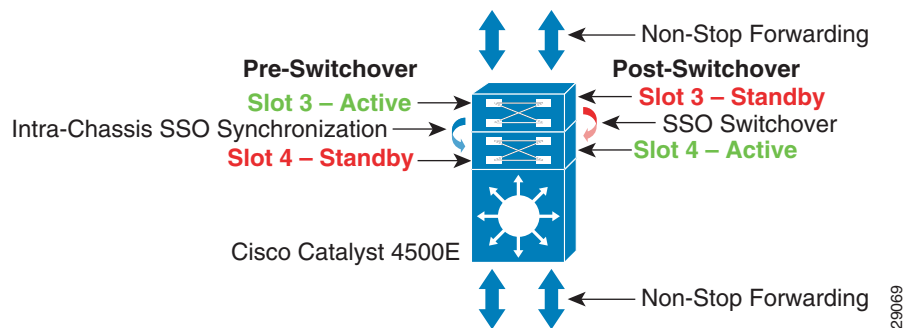 Non-Stop Forwarding
Pre-Switchover
Post-Switchover
Slot 3 – Active
Slot 3 – Standby
Intra-Chassis SSO Synchronization
SSO Switchover
Slot 4 – Standby
Slot 4 – Active
Cisco Catalyst 4500E
Non-Stop Forwarding
29069